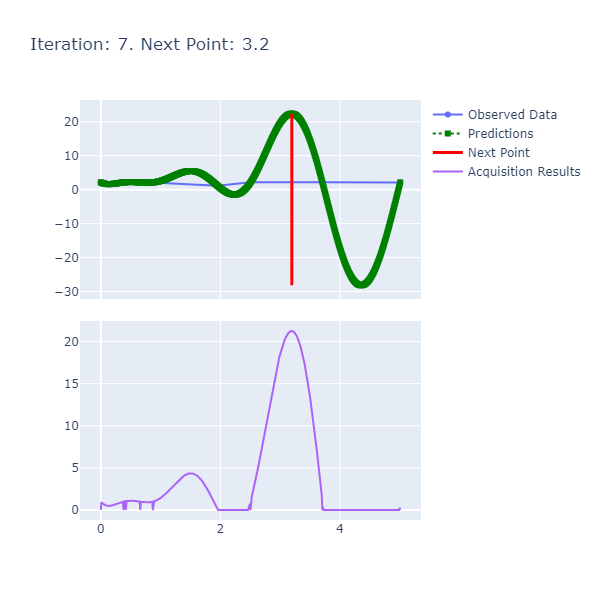 Iteration: 7. Next Point: 3.2
Observed Data
Predictions
Next Point
Acquisition Results
20
10
0
−10
−20
−30
20
15
10
5
0
0
2
4